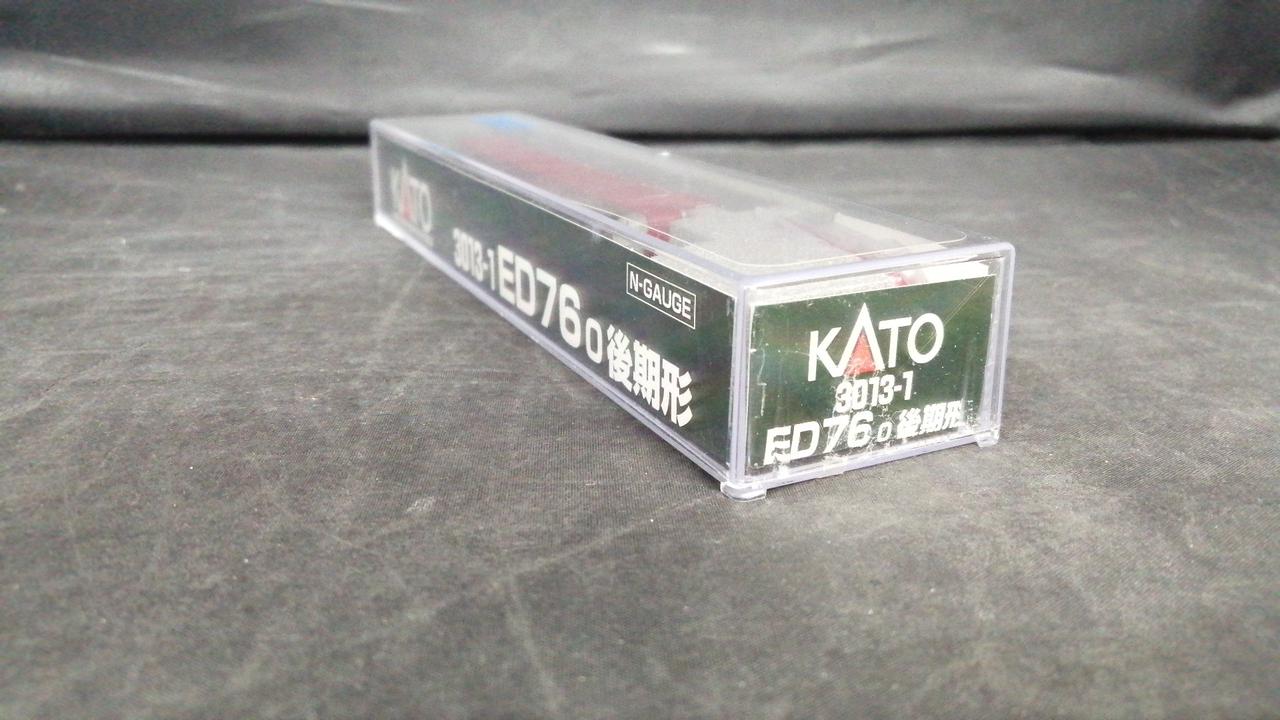 KATO
3013-1 ED76 0 後期形
N-GAUGE
KATO
3013-1
ED76 0 後期形